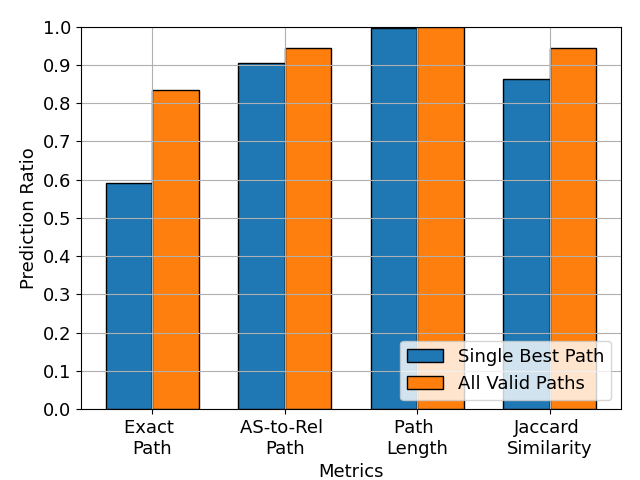 1.0
0.9
0.8
0.7
0.6
0.5
0.4
0.3
0.2
0.1
0.0
Prediction Ratio
Single Best Path
All Valid Paths
Exact
Path
AS-to-Rel
Path
Path
Length
Jaccard
Similarity
Metrics